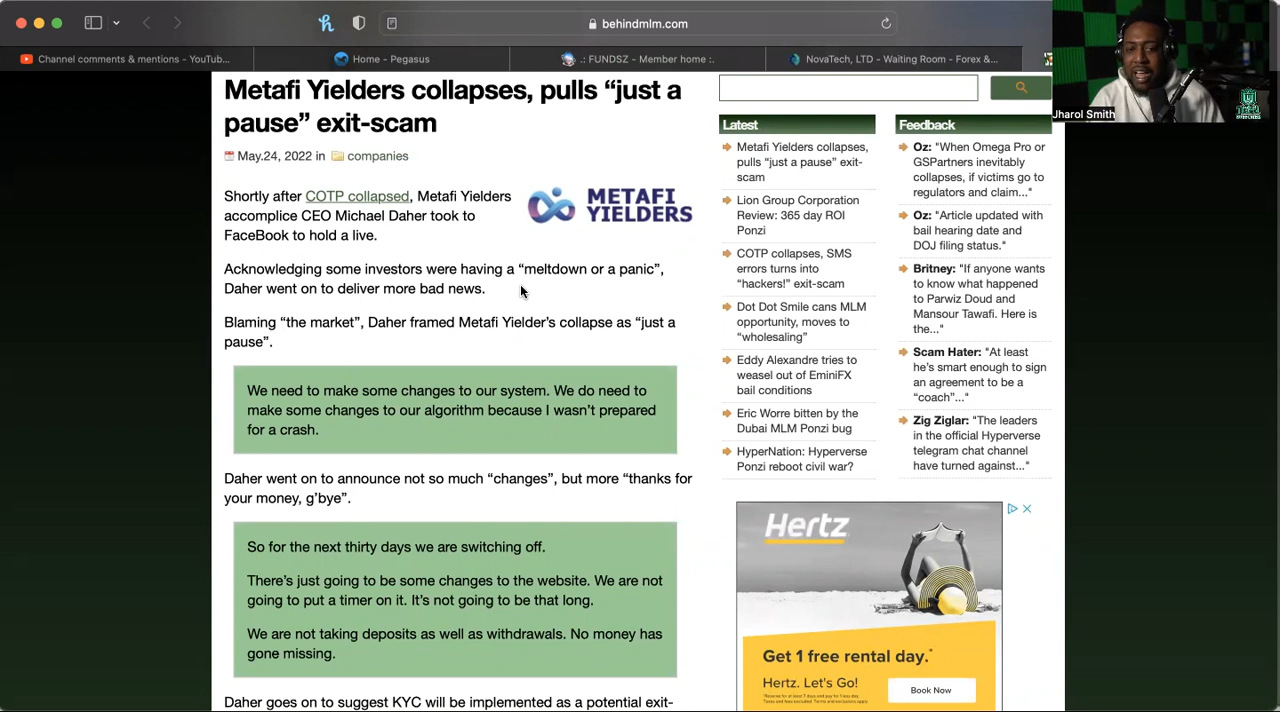 behindmlm.com
Channel comments & mentions - YouTub...
Home - Pegasus
.: FUNDSZ - Member home :.
NovaTech, LTD - Waiting Room - Forex &...
Metafi Yielders collapses, pulls “just a
pause” exit-scam
May.24, 2022 in companies
Shortly after COTP collapsed, Metafi Yielders
accomplice CEO Michael Daher took to
FaceBook to hold a live.
METAFI
YIELDERS
Acknowledging some investors were having a “meltdown or a panic”,
Daher went on to deliver more bad news.
Blaming “the market”, Daher framed Metafi Yielder’s collapse as “just a
pause”.
We need to make some changes to our system. We do need to
make some changes to our algorithm because I wasn’t prepared
for a crash.
Daher went on to announce not so much “changes”, but more “thanks for
your money, g’bye”.
So for the next thirty days we are switching off.
There’s just going to be some changes to the website. We are not
going to put a timer on it. It’s not going to be that long.
We are not taking deposits as well as withdrawals. No money has
gone missing.
Daher goes on to suggest KYC will be implemented as a potential exit-
Latest
Metafi Yielders collapses,
pulls “just a pause” exit-
scam
Lion Group Corporation
Review: 365 day ROI
Ponzi
COTP collapses, SMS
errors turns into
“hackers!” exit-scam
Dot Dot Smile cans MLM
opportunity, moves to
“wholesaling”
Eddy Alexandre tries to
weasel out of EminiFX
bail conditions
Eric Worre bitten by the
Dubai MLM Ponzi bug
HyperNation: Hyperverse
Ponzi reboot civil war?
Feedback
Oz: "When Omega Pro or
GSPartners inevitably
collapses, if victims go to
regulators and claim..."
Oz: "Article updated with
bail hearing date and
DOJ filing status."
Britney: "If anyone wants
to know what happened
to Parwiz Doud and
Mansour Tawafi. Here is
the..."
Scam Hater: "At least
he’s smart enough to sign
an agreement to be a
“coach”..."
Zig Ziglar: "The leaders
in the official Hyperverse
telegram chat channel
have turned against..."
Hertz
Get 1 free rental day.*
Hertz. Let's Go!
Book Now
Jharol Smith